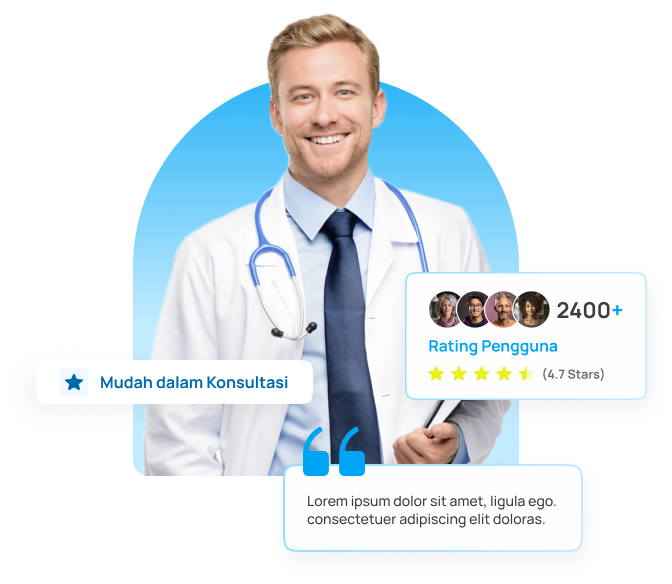 2400+
Rating Pengguna
(4.7 Stars)
Mudah dalam Konsultasi
Lorem ipsum dolor sit amet, ligula ego.
consectetuer adipiscing elit doloras.